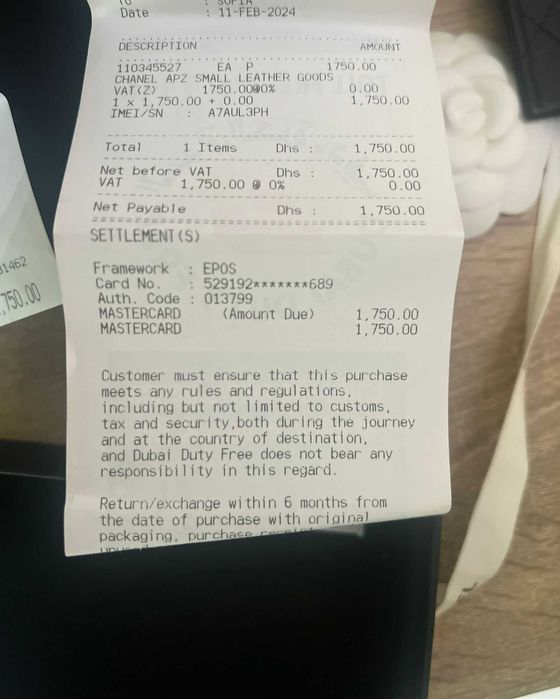 To : SOFIA
Date : 11-FEB-2024
DESCRIPTION AMOUNT
110345527 EA P 1750.00
CHANEL APZ SMALL LEATHER GOODS
VAT(Z) 1750.00@0% 0.00
1 x 1,750.00 + 0.00 1,750.00
IMEI/SN : A7AUL3PH
Total 1 Items Dhs : 1,750.00
Net before VAT Dhs : 1,750.00
VAT 1,750.00 @ 0% 0.00
Net Payable Dhs : 1,750.00
SETTLEMENT(S)
Framework : EPOS
Card No. : 529192*******689
Auth. Code : 013799
MASTERCARD (Amount Due) 1,750.00
MASTERCARD 1,750.00
Customer must ensure that this purchase
meets any rules and regulations,
including but not limited to customs,
tax and security,both during the journey
and at the country of destination,
and Dubai Duty Free does not bear any
responsibility in this regard.
Return/exchange within 6 months from
the date of purchase with original
packaging, purchase receipt
31462
,750.00